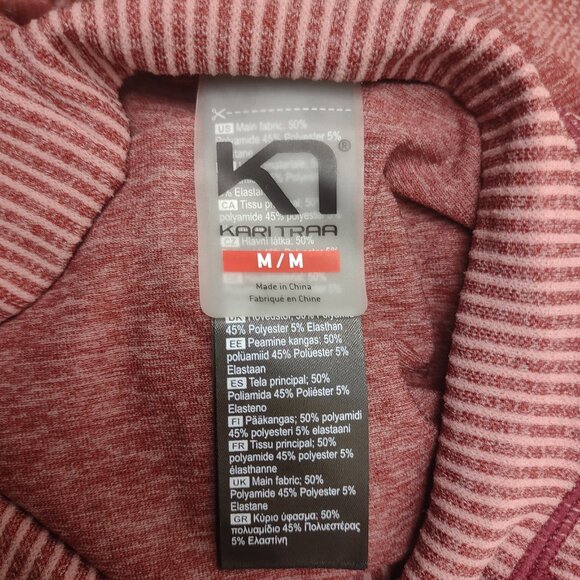 US Main fabric; 50%
Polyamide 45% Polyester 5%
Elastane
KARI TRAA ®
M / M
Made in China
Fabriqué en Chine
5% Elastan
CA Tissu principal; 50%
polyamide 45% polyester 5%
CZ Hlavní látka; 50%
45% Polyester 5% Elasthan
EE Peamine kangas; 50%
polüamiid 45% Polüester 5%
Elastaan
ES Tela principal; 50%
Poliamida 45% Poliéster 5%
Elasteno
FI Pääkangas; 50% polyamidi
45% polyesteri 5% elastaani
FR Tissu principal; 50%
polyamide 45% polyester 5%
élasthanne
UK Main fabric; 50%
Polyamide 45% Polyester 5%
Elastane
GR Κύριο ύφασμα; 50%
πολυαμίδιο 45% Πολυεστέρας
5% Ελαστίνη